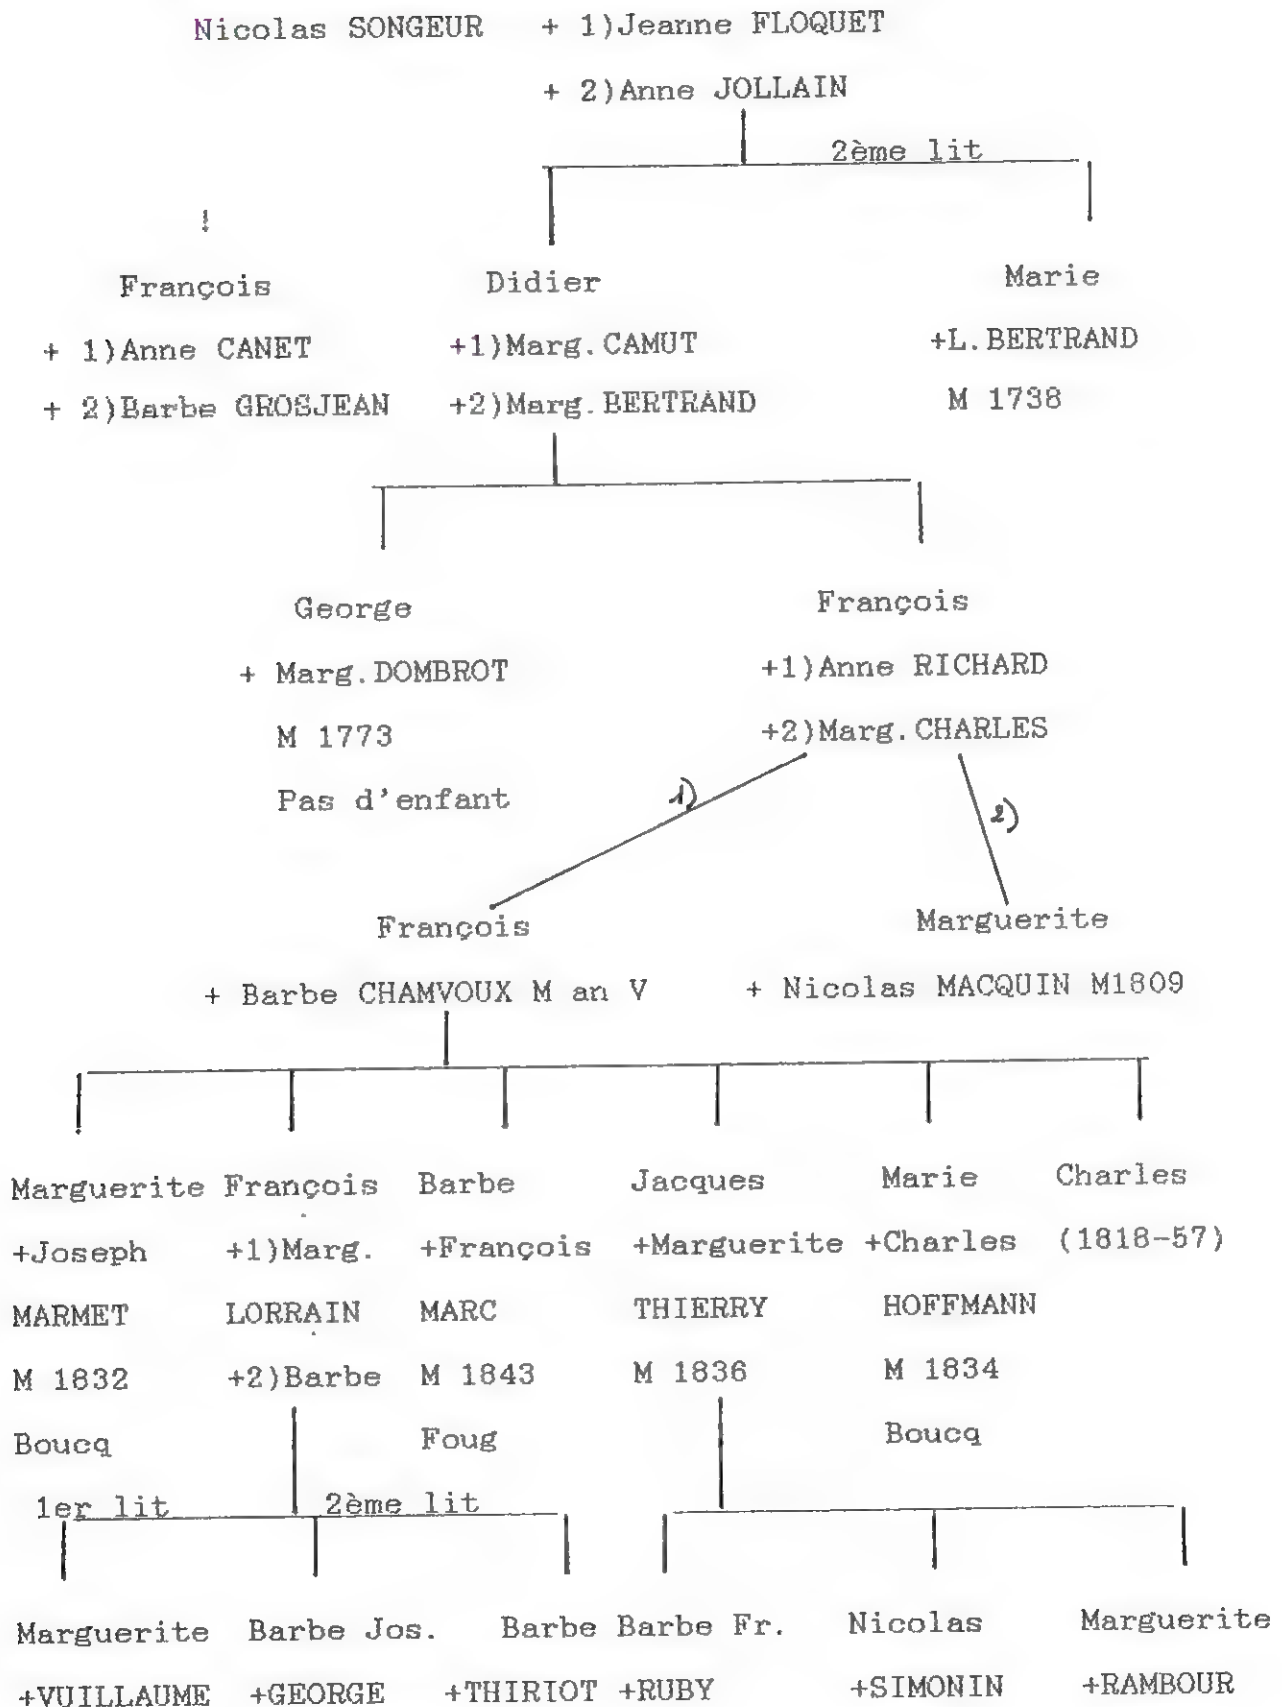 Nicolas SONGEUR + 1)Jeanne FLOQUET
+ 2)Anne JOLLAIN
2ème lit
François Didier Marie
+ 1)Anne CANET +1)Marg.CAMUT +L.BERTRAND
+ 2)Barbe GROSJEAN +2)Marg.BERTRAND M 1738
George François
+ Marg.DOMBROT +1)Anne RICHARD
M 1773 +2)Marg.CHARLES
Pas d'enfant 1) 2)
François Marguerite
+ Barbe CHAMVOUX M an V + Nicolas MACQUIN M1809
Marguerite François Barbe Jacques Marie Charles
+Joseph +1)Marg. +François +Marguerite +Charles (1818-57)
MARMET LORRAIN MARC THIERRY HOFFMANN
M 1832 +2)Barbe M 1843 M 1836 M 1834
Boucq Foug Boucq
1er lit 2ème lit
Marguerite Barbe Jos. Barbe Barbe Fr. Nicolas Marguerite
+VUILLAUME +GEORGE +THIRIOT +RUBY +SIMONIN +RAMBOUR